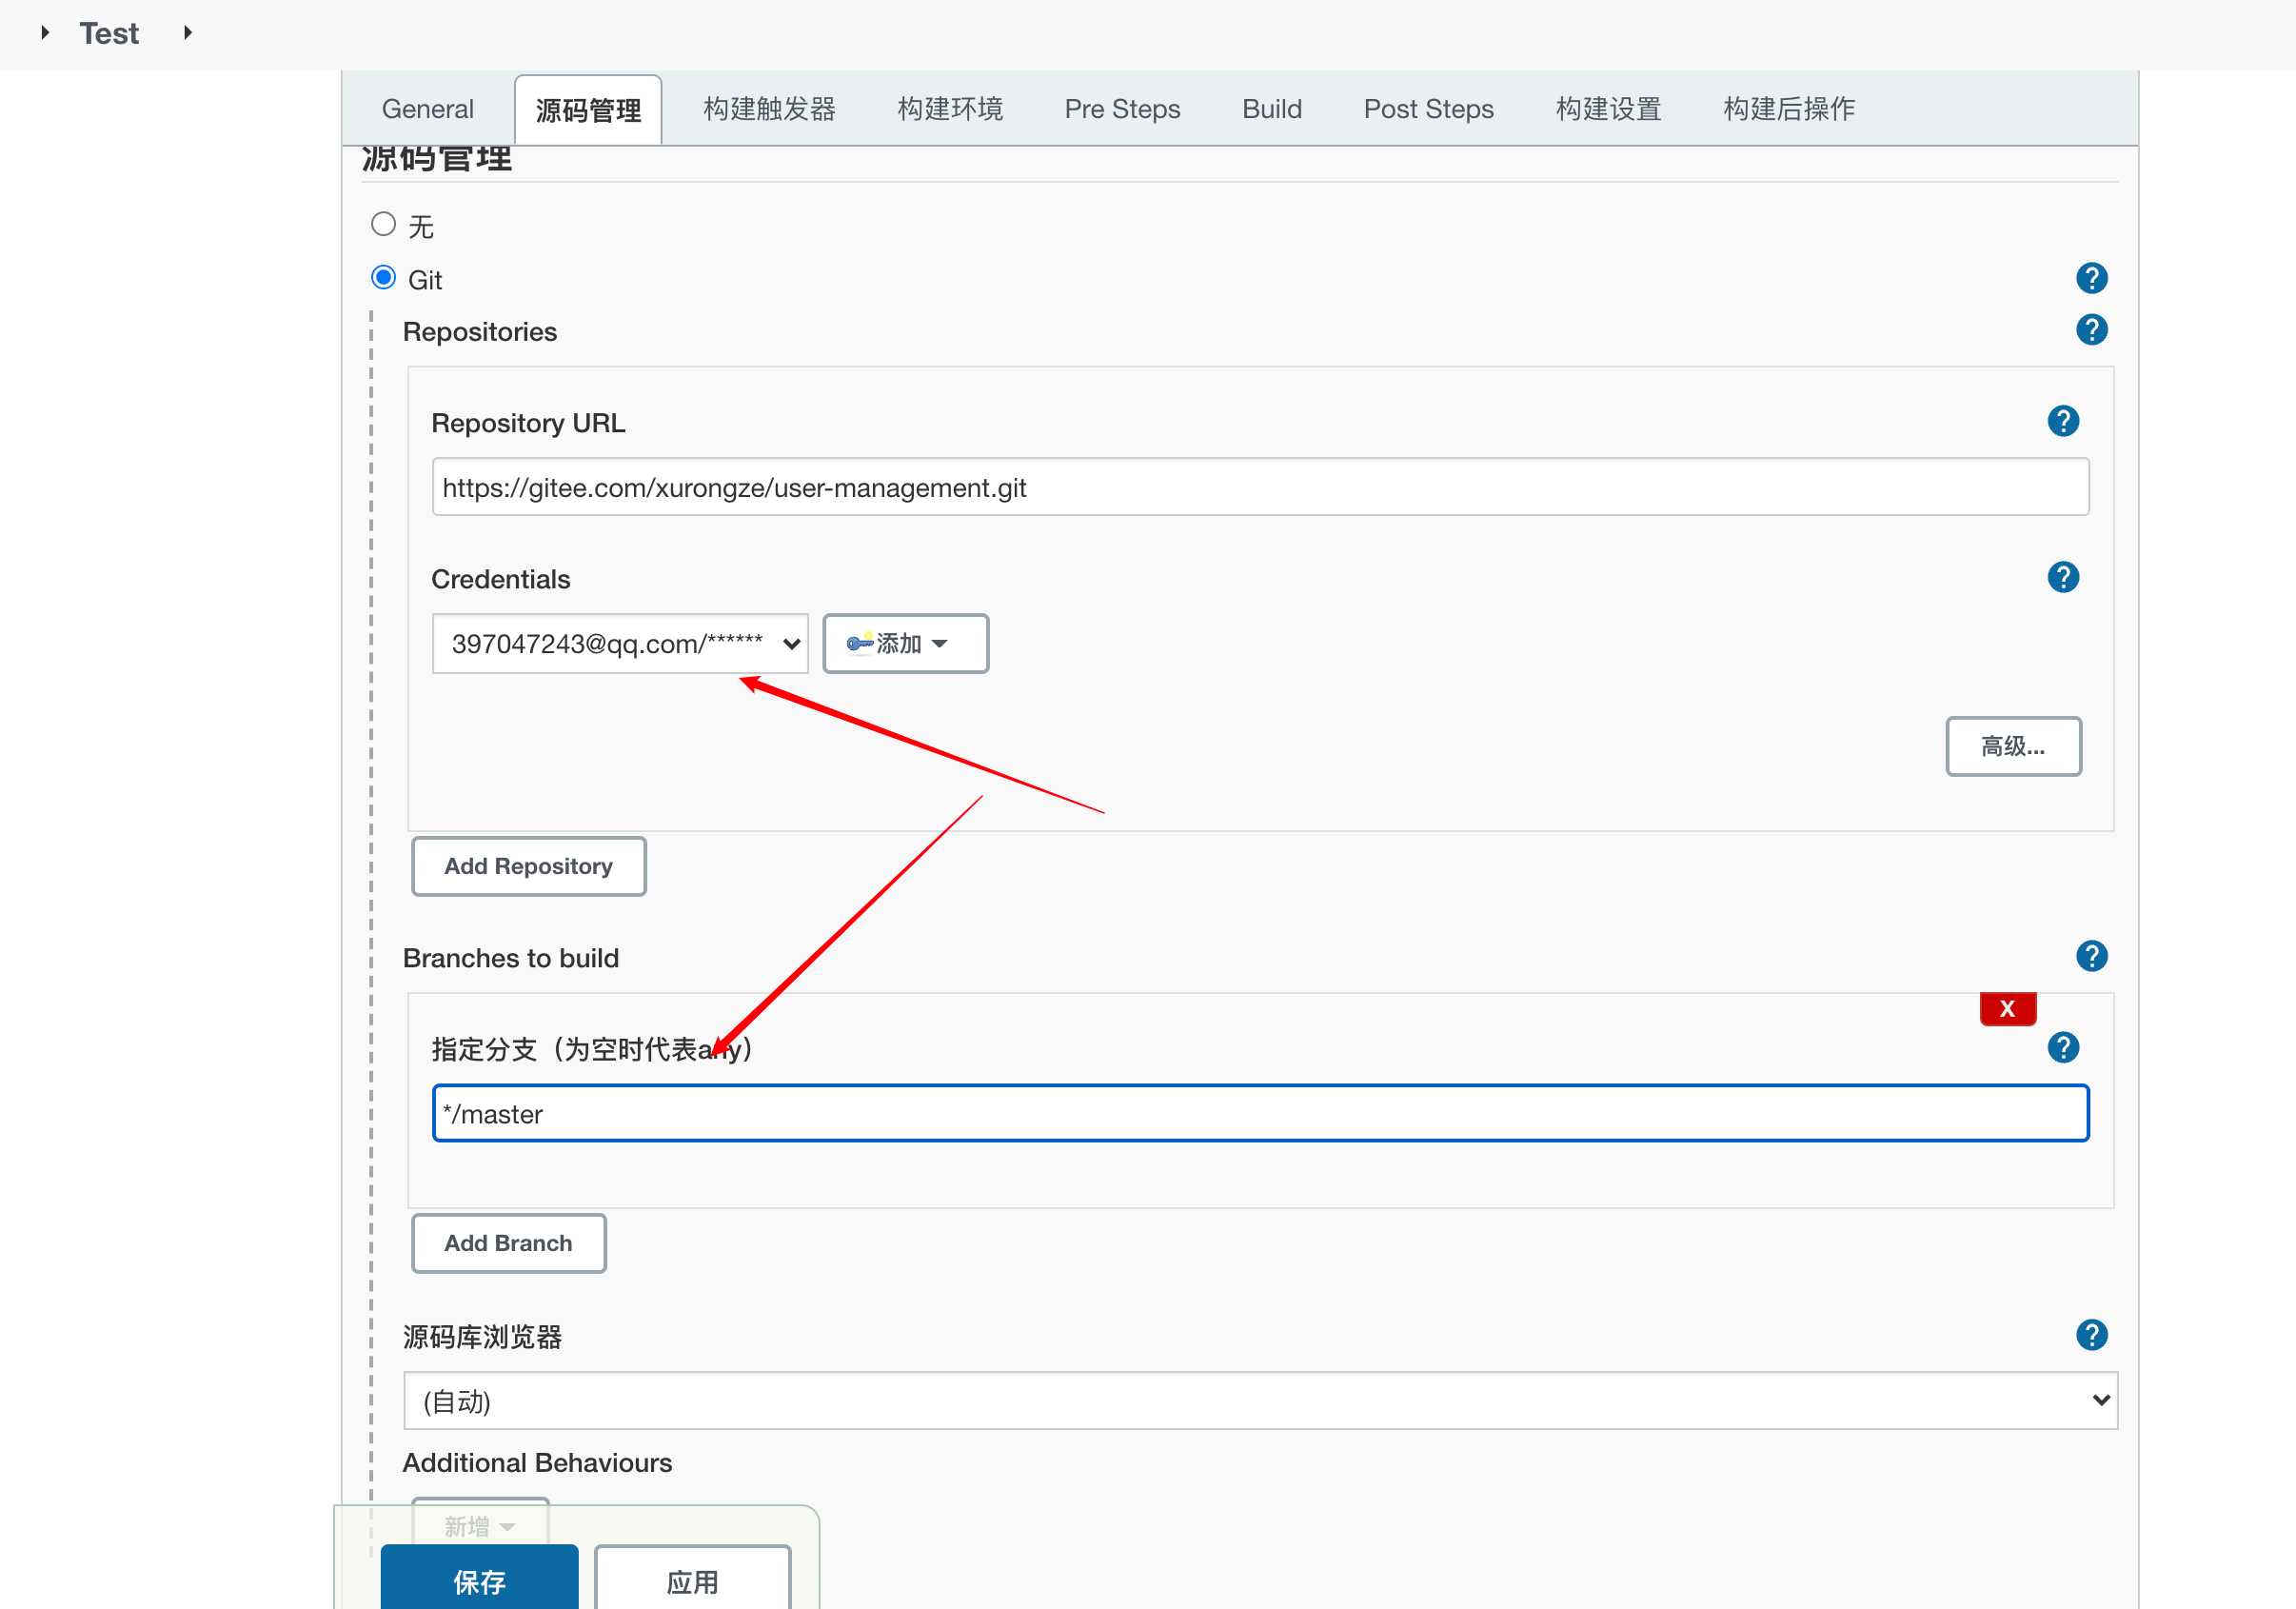 Test
General 源码管理 构建触发器 构建环境 Pre Steps Build Post Steps 构建设置 构建后操作
源码管理
无
Git
?
Repositories
?
Repository URL
?
https://gitee.com/xurongze/user-management.git
Credentials
?
397047243@qq.com/****** 添加
高级...
Add Repository
Branches to build
?
X
指定分支（为空时代表any）
?
*/master
Add Branch
源码库浏览器
?
(自动)
Additional Behaviours
新增
保存 应用